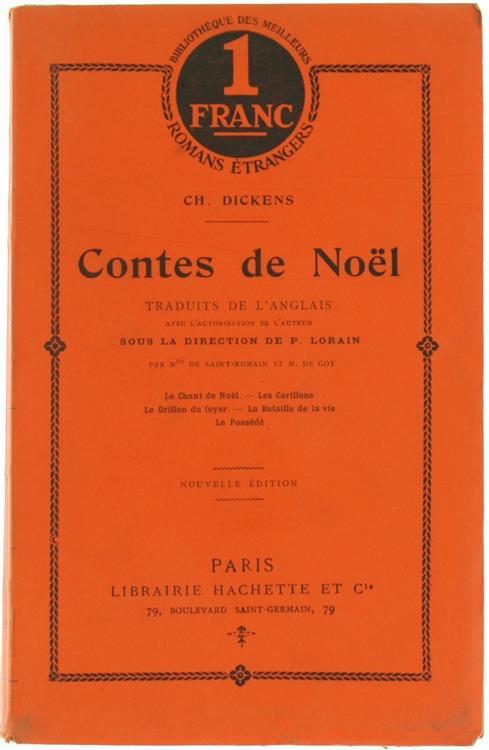 BIBLIOTHÈQUE DES MEILLEURS
1
FRANC
ROMANS ÉTRANGERS
CH. DICKENS
Contes de Noël
TRADUITS DE L'ANGLAIS
AVEC L'AUTORISATION DE L'AUTEUR
SOUS LA DIRECTION DE P. LORAIN
PAR Mlle DE SAINT-ROMAIN ET M. DE GOY
Le Chant de Noël. — Les Carillons
Le Grillon du foyer. — La Bataille de la vie
Le Possédé
NOUVELLE ÉDITION
PARIS
LIBRAIRIE HACHETTE ET Cie
79, BOULEVARD SAINT-GERMAIN, 79